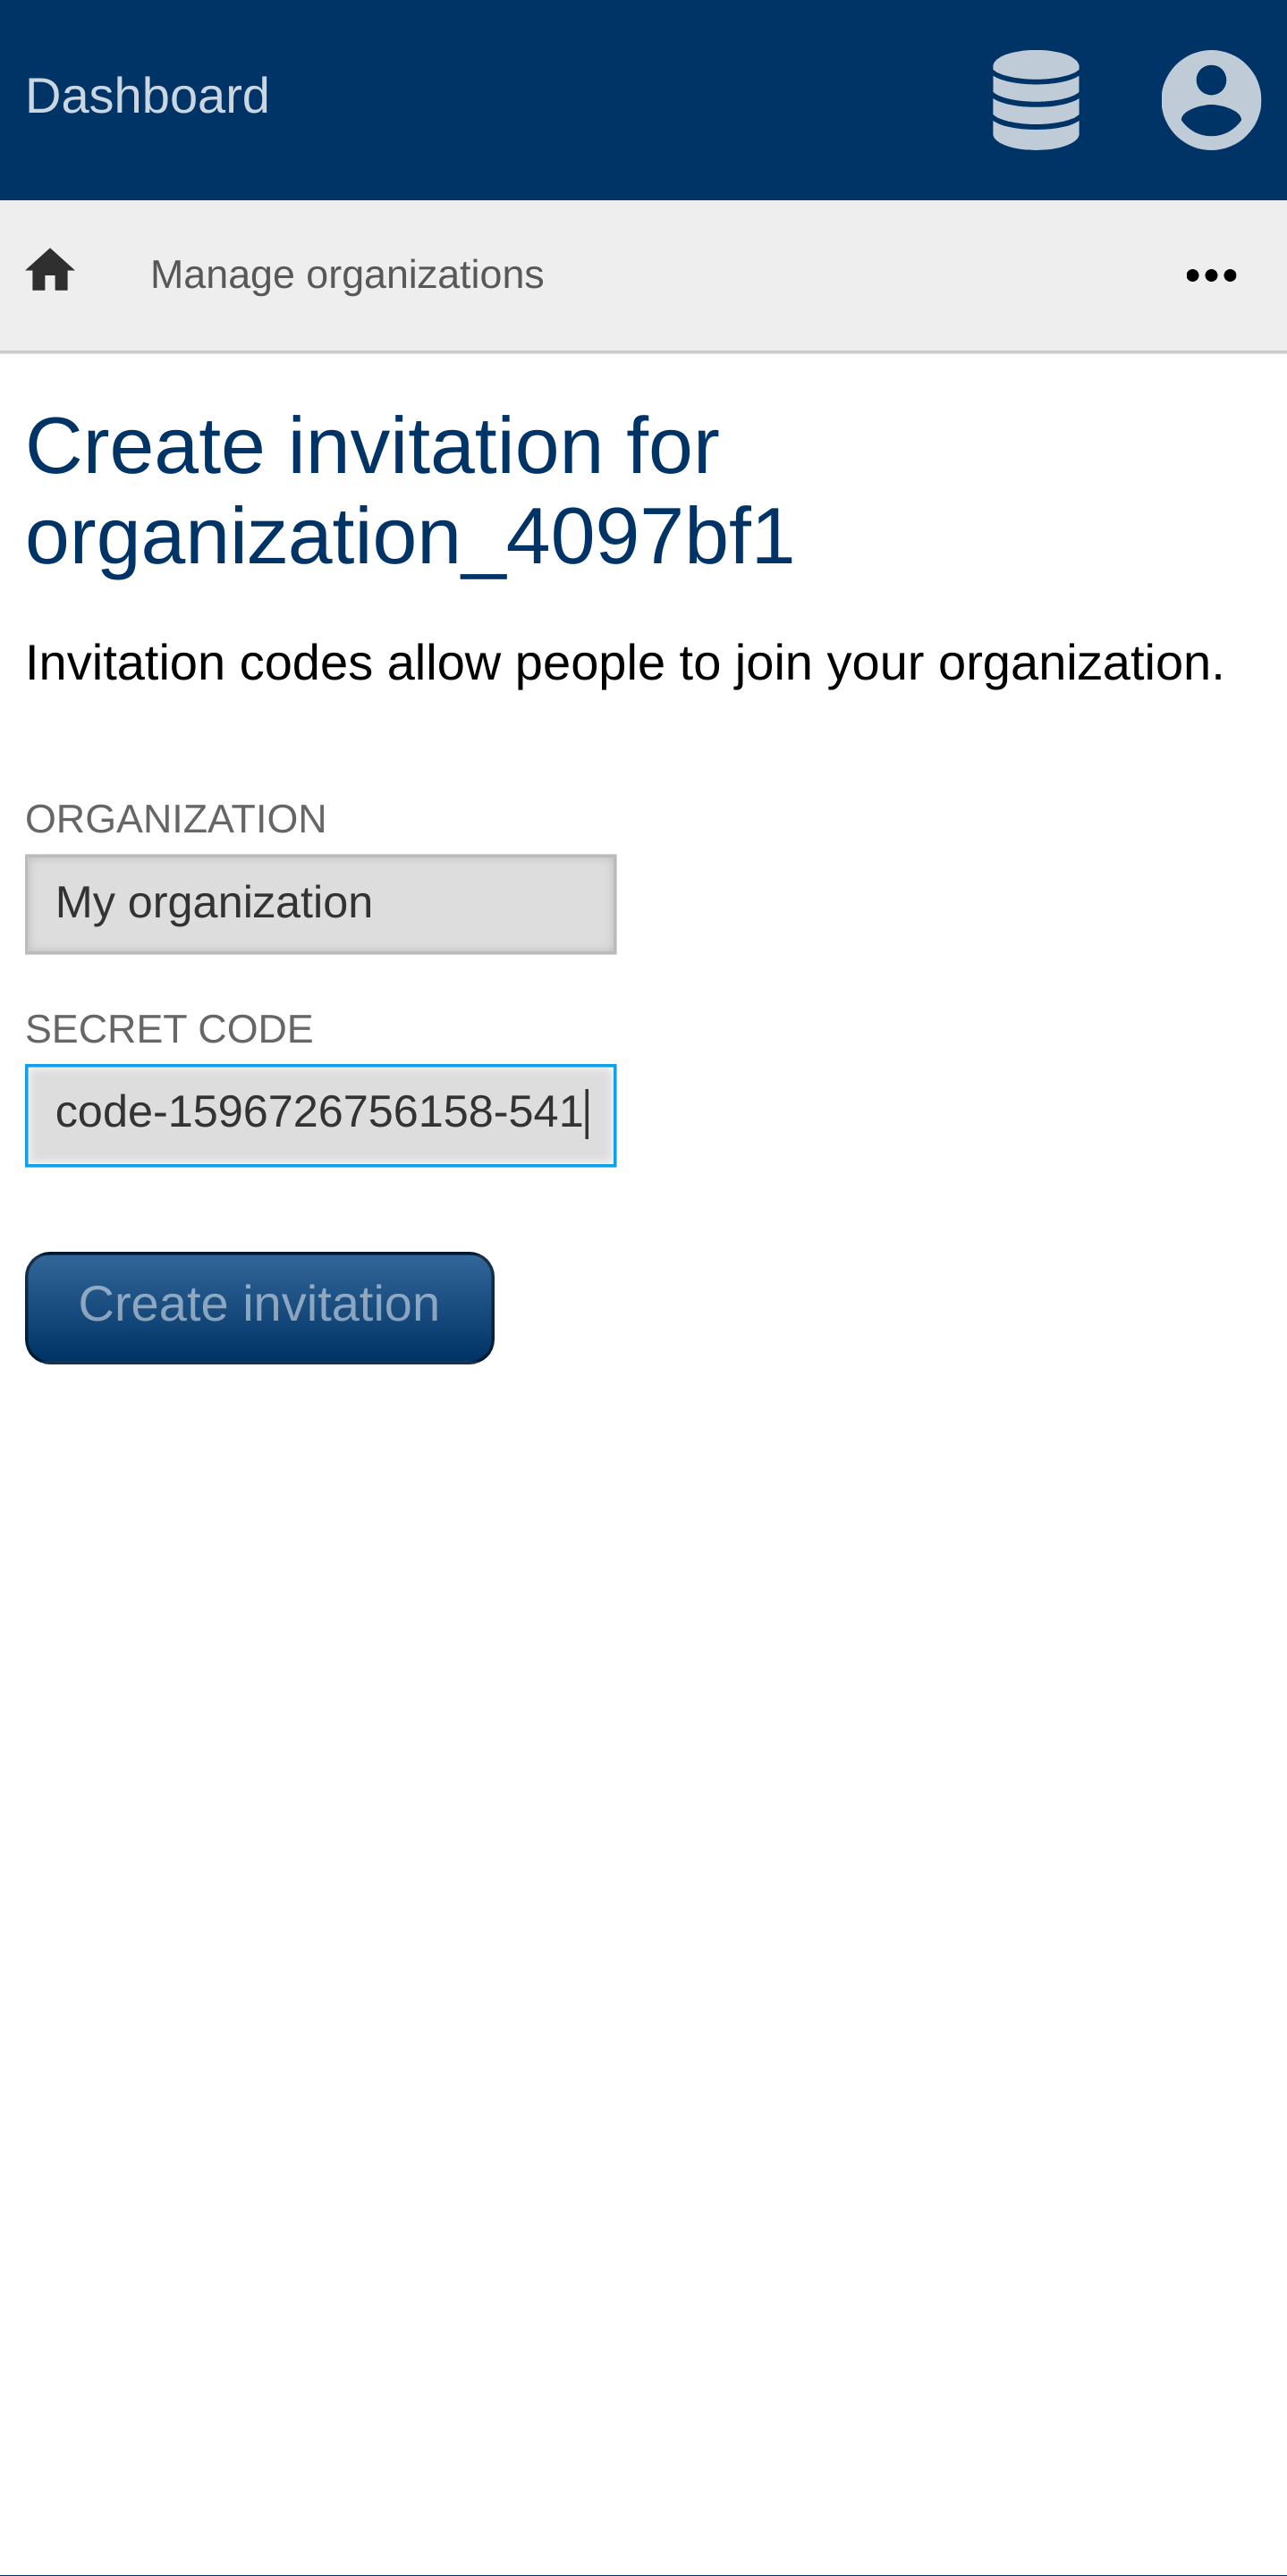 Dashboard
Manage organizations
Create invitation for
organization_4097bf1
Invitation codes allow people to join your organization.
ORGANIZATION
My organization
SECRET CODE
code-1596726756158-541
Create invitation